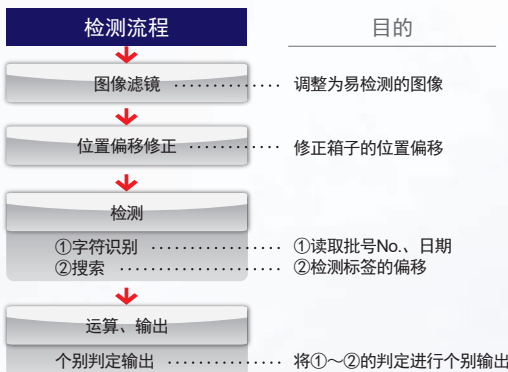 检测流程 目的
图像滤镜 ·············· 调整为易检测的图像
位置偏移修正 ············ 修正箱子的位置偏移
检测
①字符识别 ················· ①读取批号No.、日期
②搜索 ····················· ②检测标签的偏移
运算、输出
个别判定输出 ··············· 将①～②的判定进行个别输出